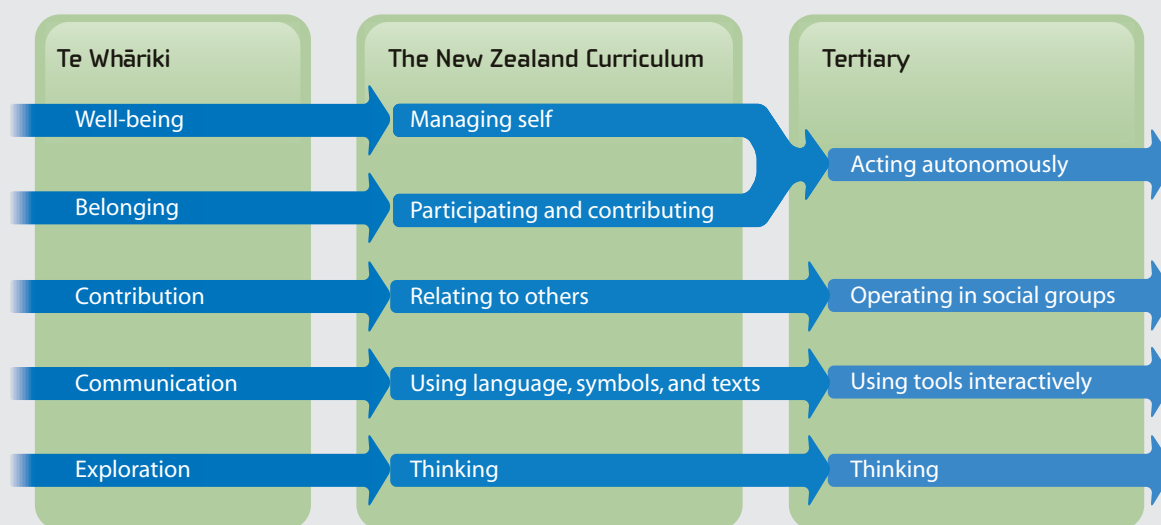 Te Whāriki
The New Zealand Curriculum
Tertiary
Well-being
Managing self
Acting autonomously
Belonging
Participating and contributing
Contribution
Relating to others
Operating in social groups
Communication
Using language, symbols, and texts
Using tools interactively
Exploration
Thinking
Thinking